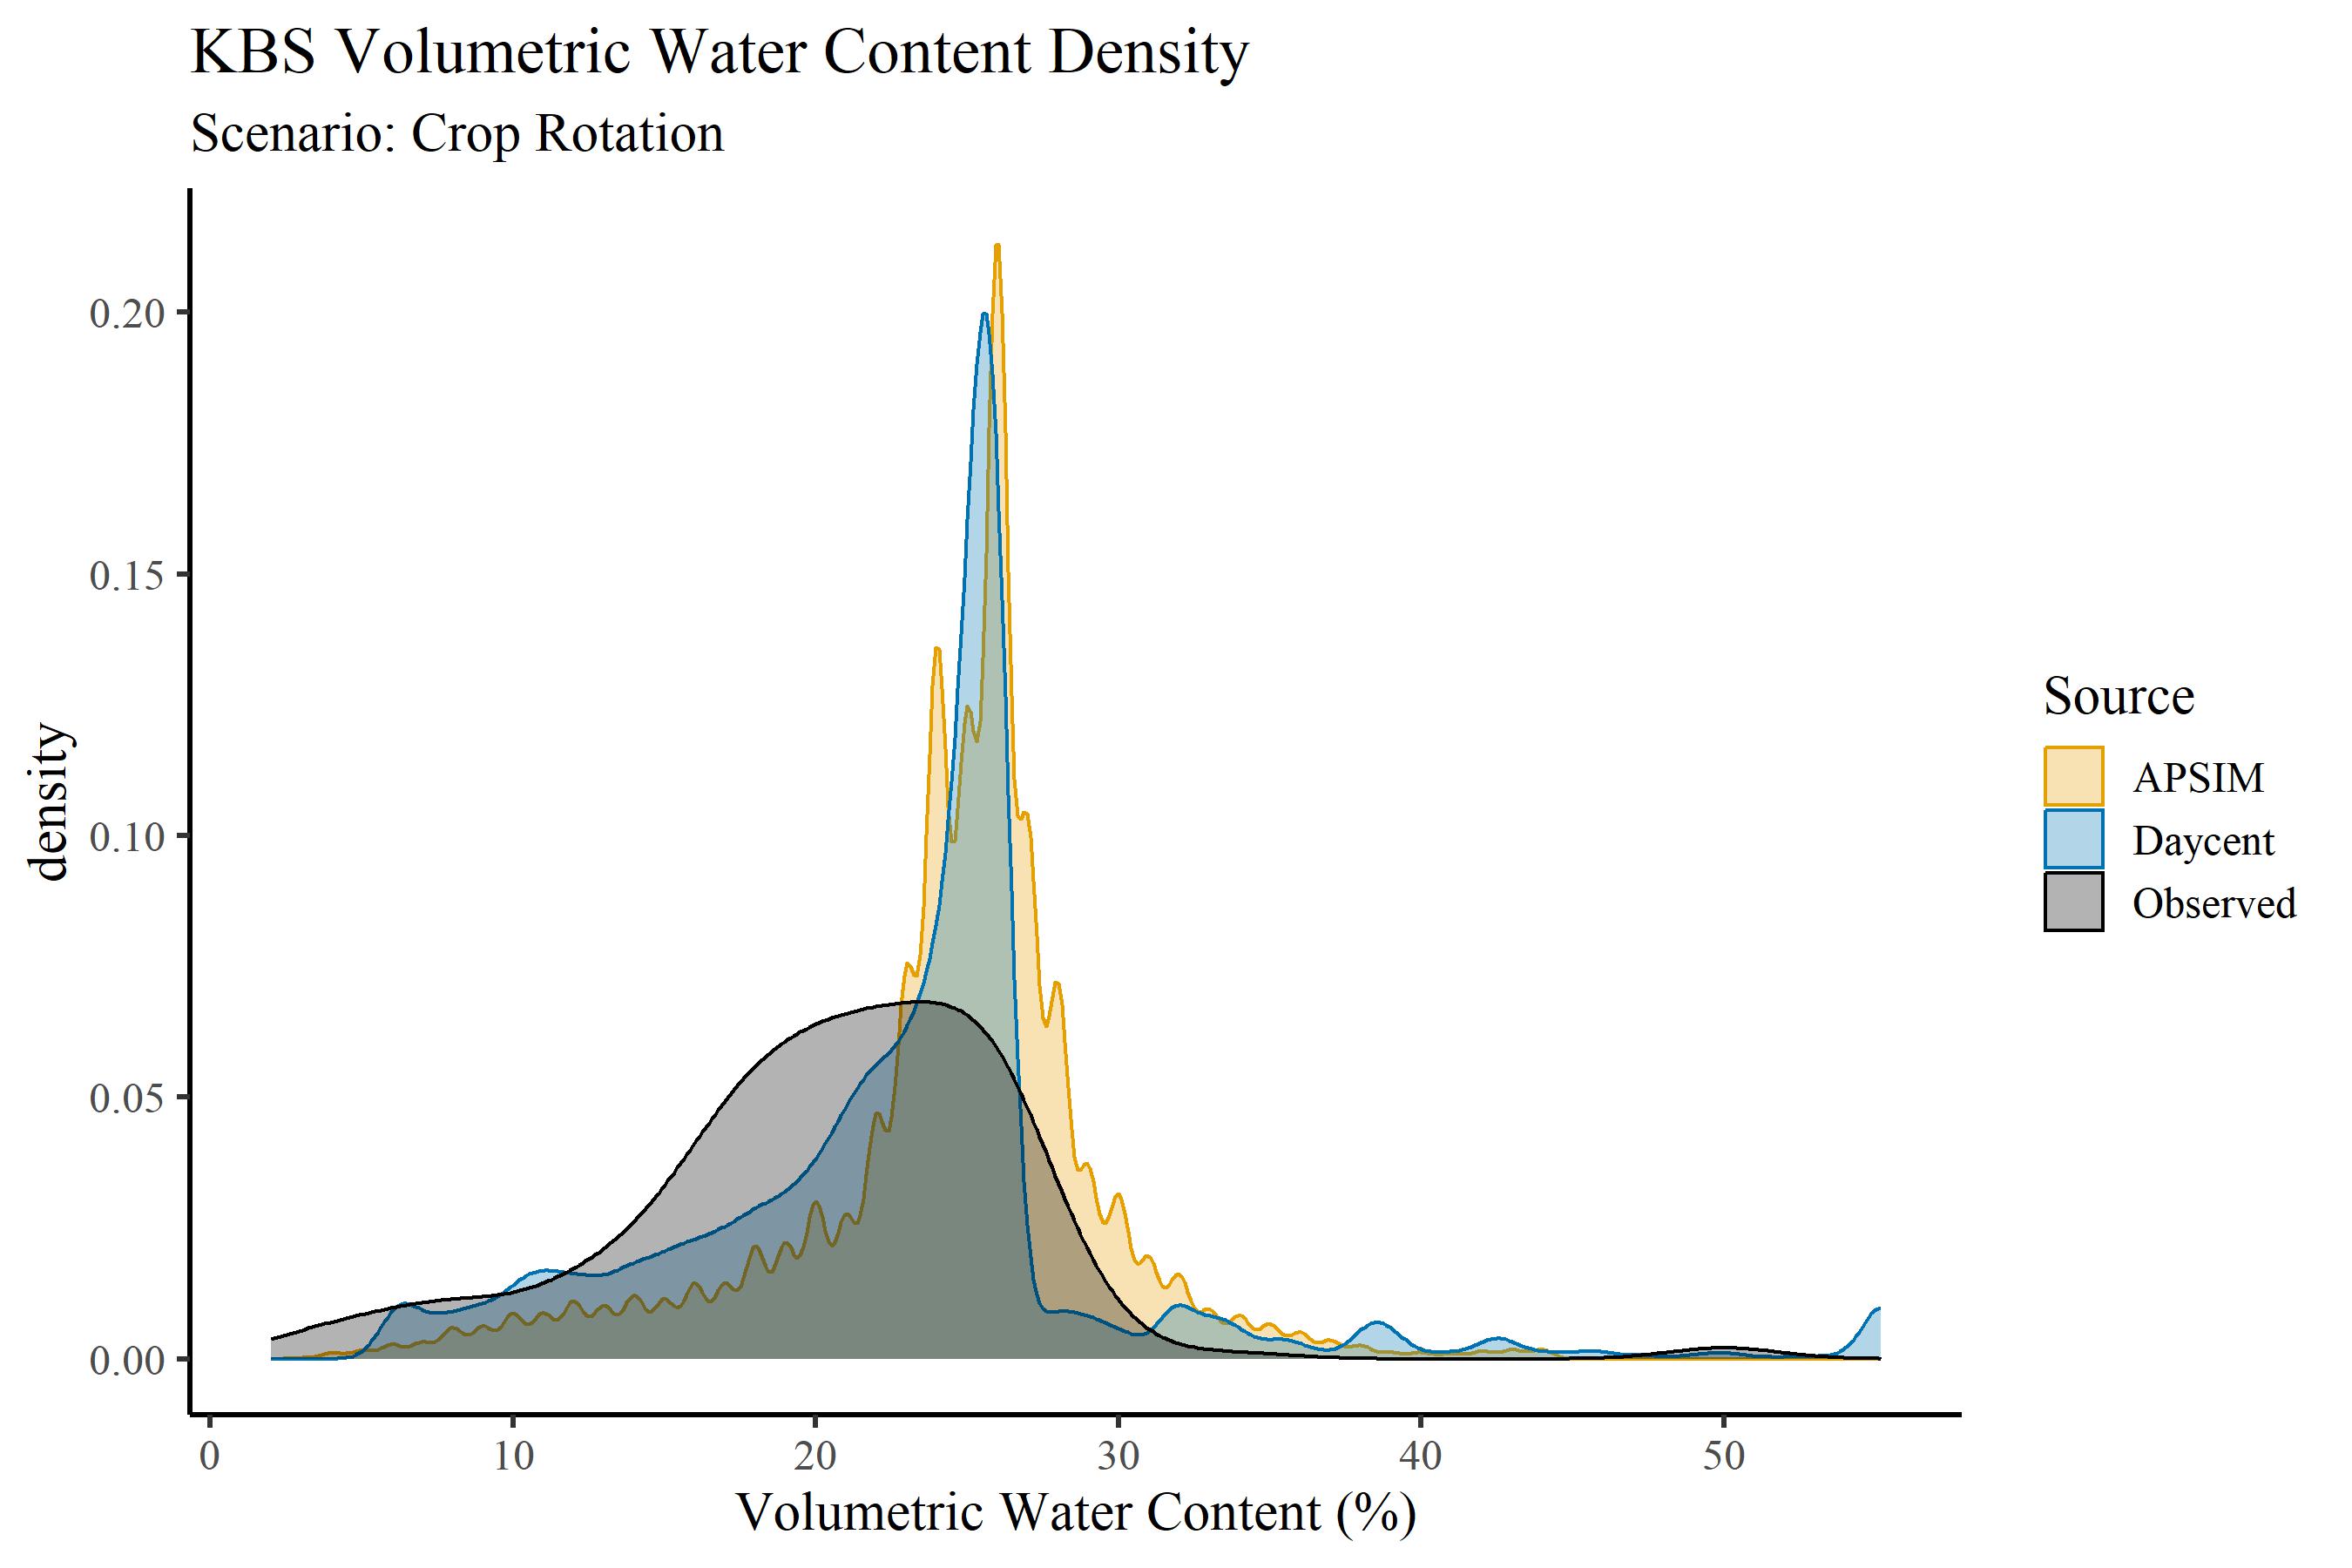 KBS Volumetric Water Content Density
Scenario: Crop Rotation
0.20
0.15
0.10
0.05
0.00
density
0 10 20 30 40 50
Volumetric Water Content (%)
Source
APSIM
Daycent
Observed